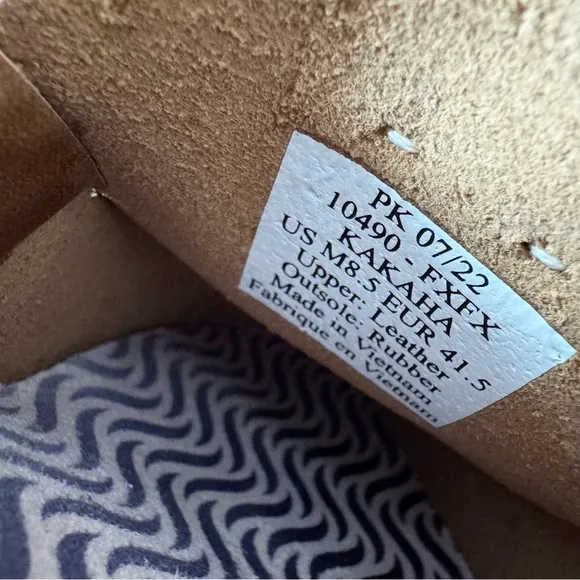 PK 07/22
10490 - FXFX
KAKAHA
US M8.5 EUR 41.5
Upper: Leather
Outsole: Rubber
Made in Vietnam
Fabrique en Vietnam